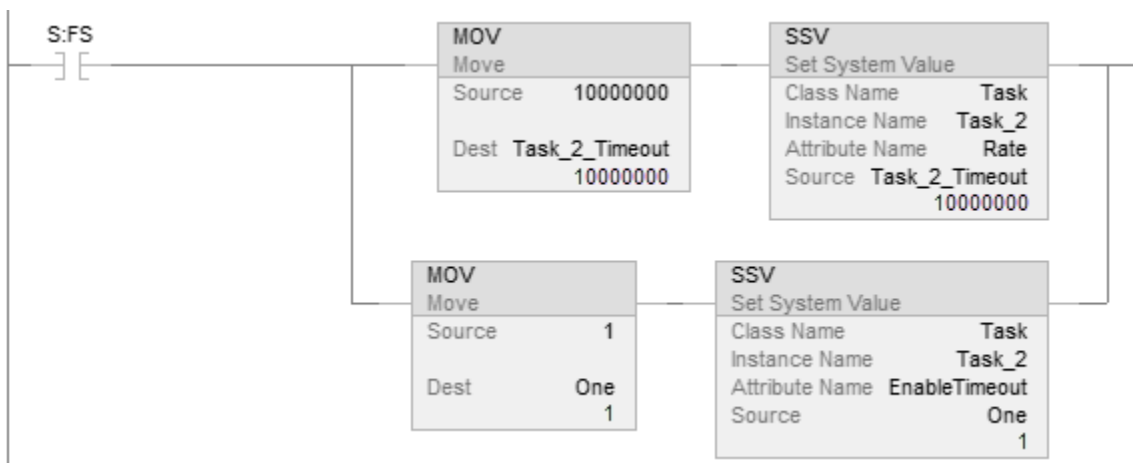 S:FS
MOV
Move
Source 10000000
Dest Task_2_Timeout
10000000
SSV
Set System Value
Class Name Task
Instance Name Task_2
Attribute Name Rate
Source Task_2_Timeout
10000000
MOV
Move
Source 1
Dest One
1
SSV
Set System Value
Class Name Task
Instance Name Task_2
Attribute Name EnableTimeout
Source One
1